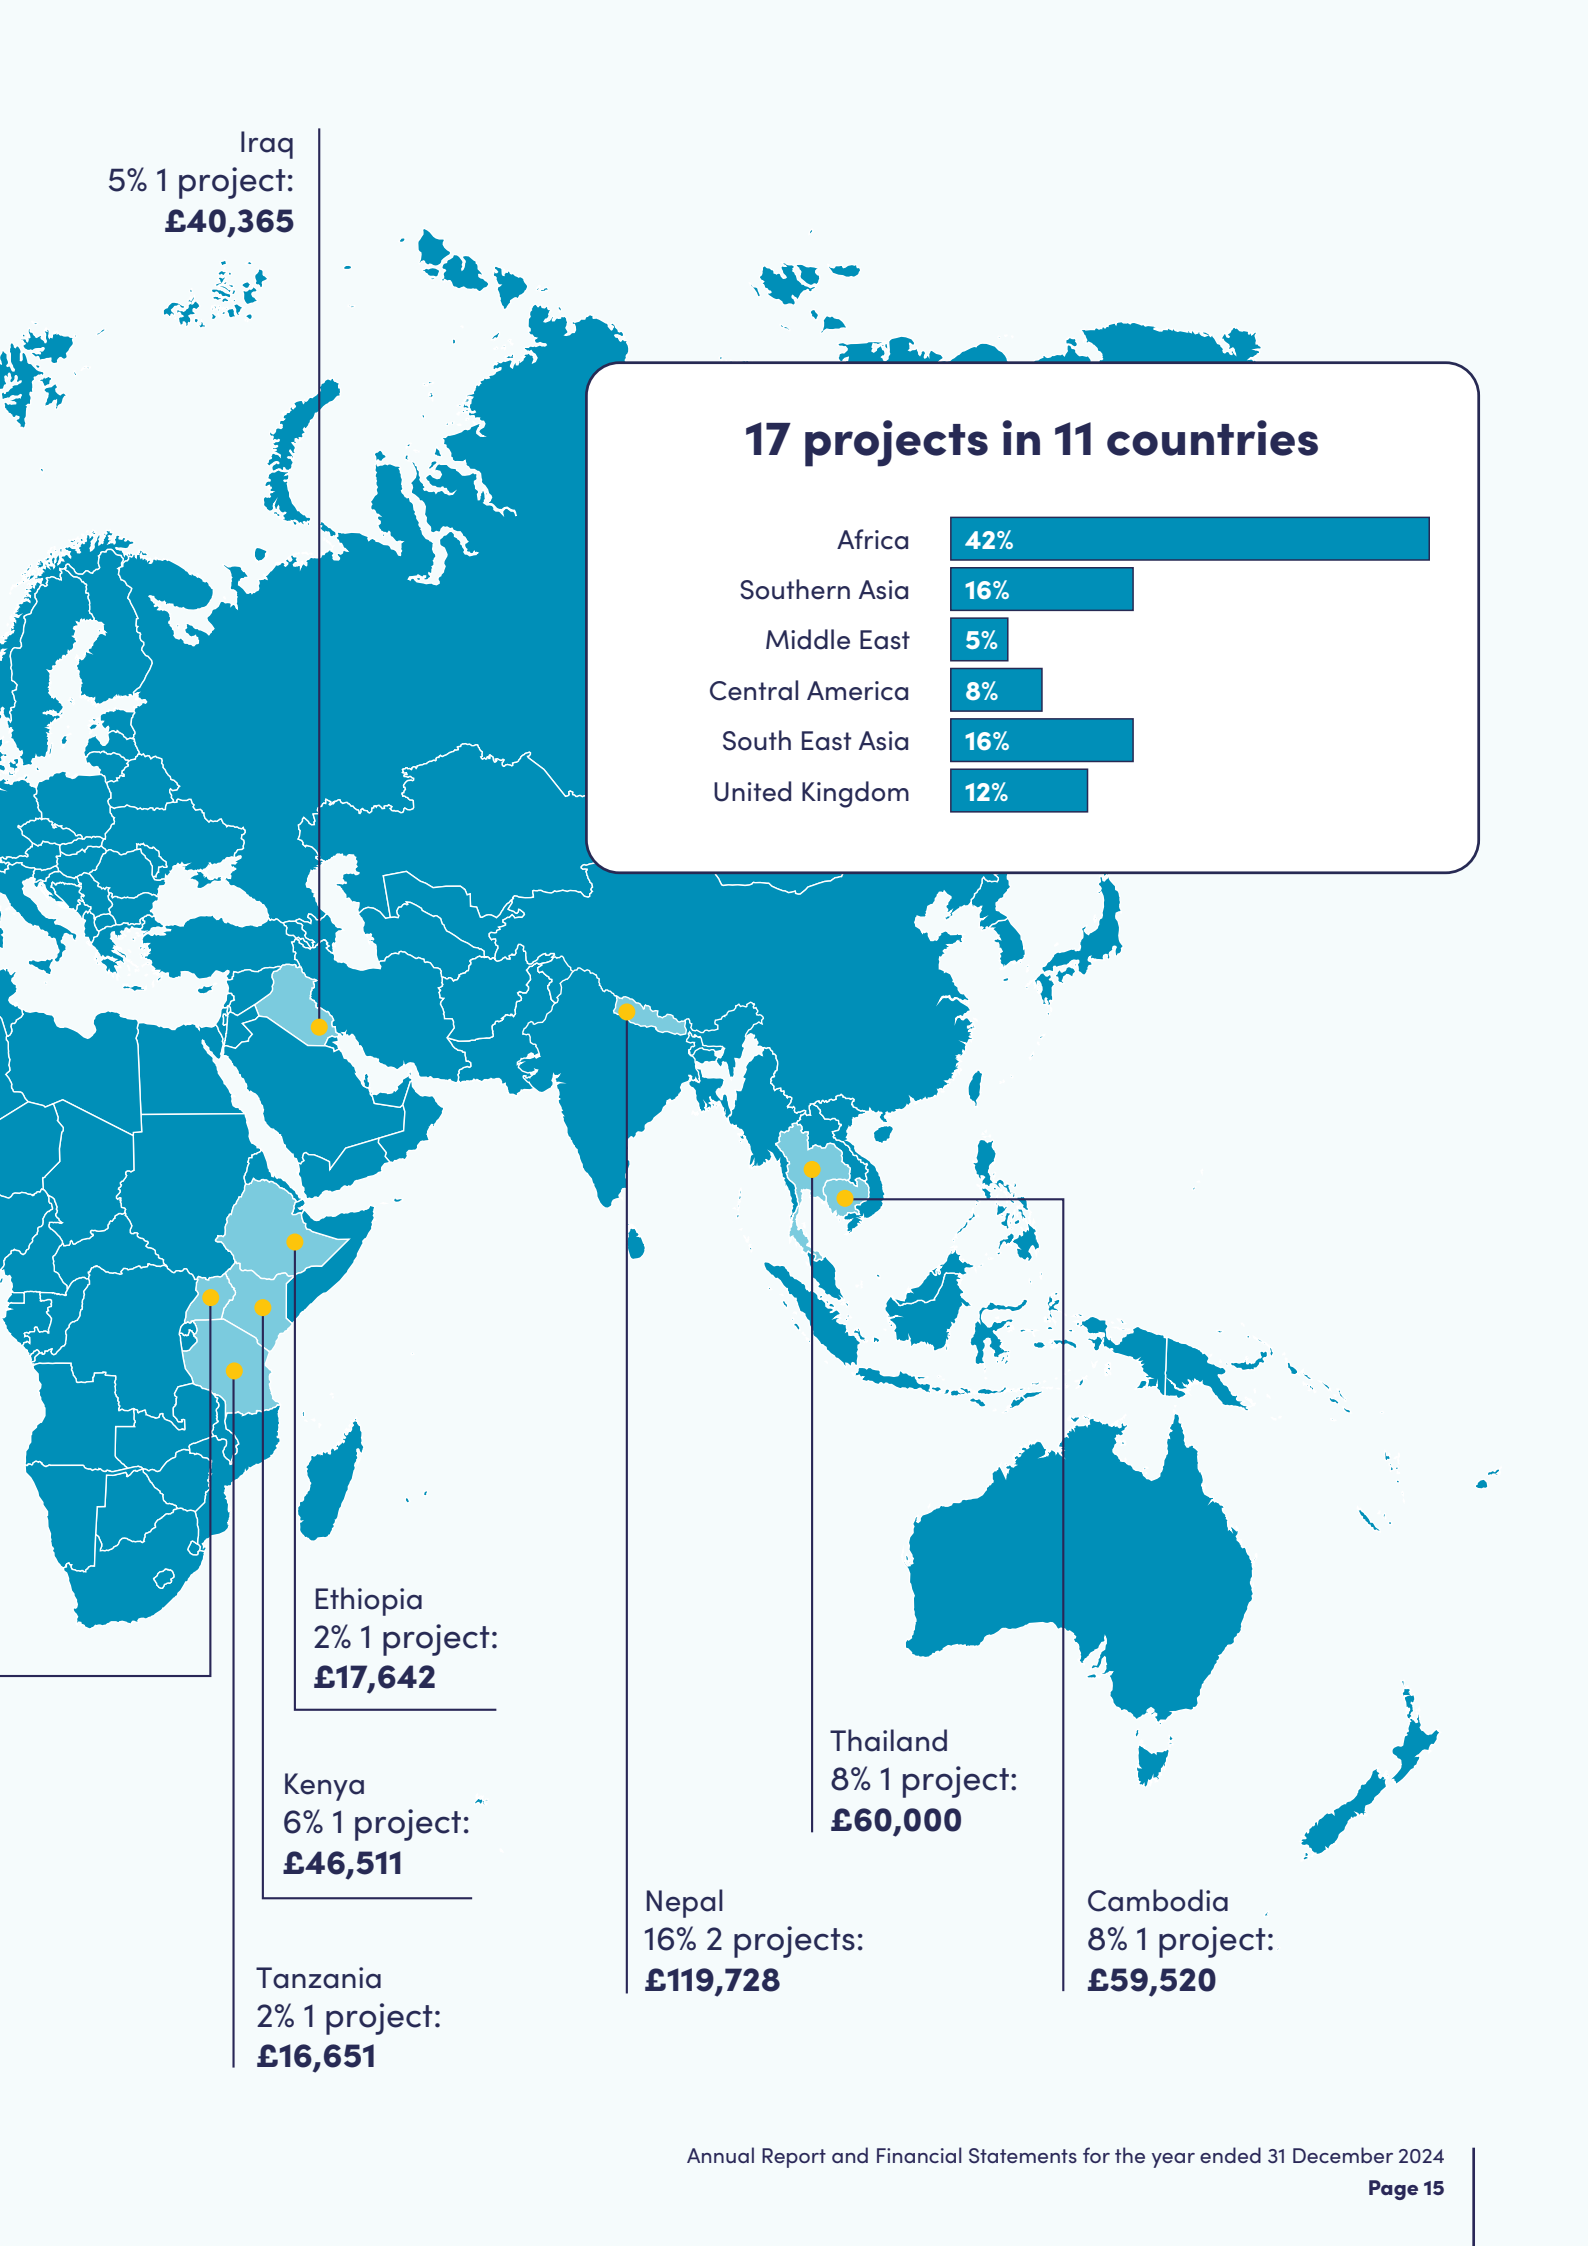 Iraq
5% 1 project:
£40,365
17 projects in 11 countries
Africa 42%
Southern Asia 16%
Middle East 5%
Central America 8%
South East Asia 16%
United Kingdom 12%
Ethiopia
2% 1 project:
£17,642
Kenya
6% 1 project:
£46,511
Tanzania
2% 1 project:
£16,651
Thailand
8% 1 project:
£60,000
Nepal
16% 2 projects:
£119,728
Cambodia
8% 1 project:
£59,520
Annual Report and Financial Statements for the year ended 31 December 2024
Page 15